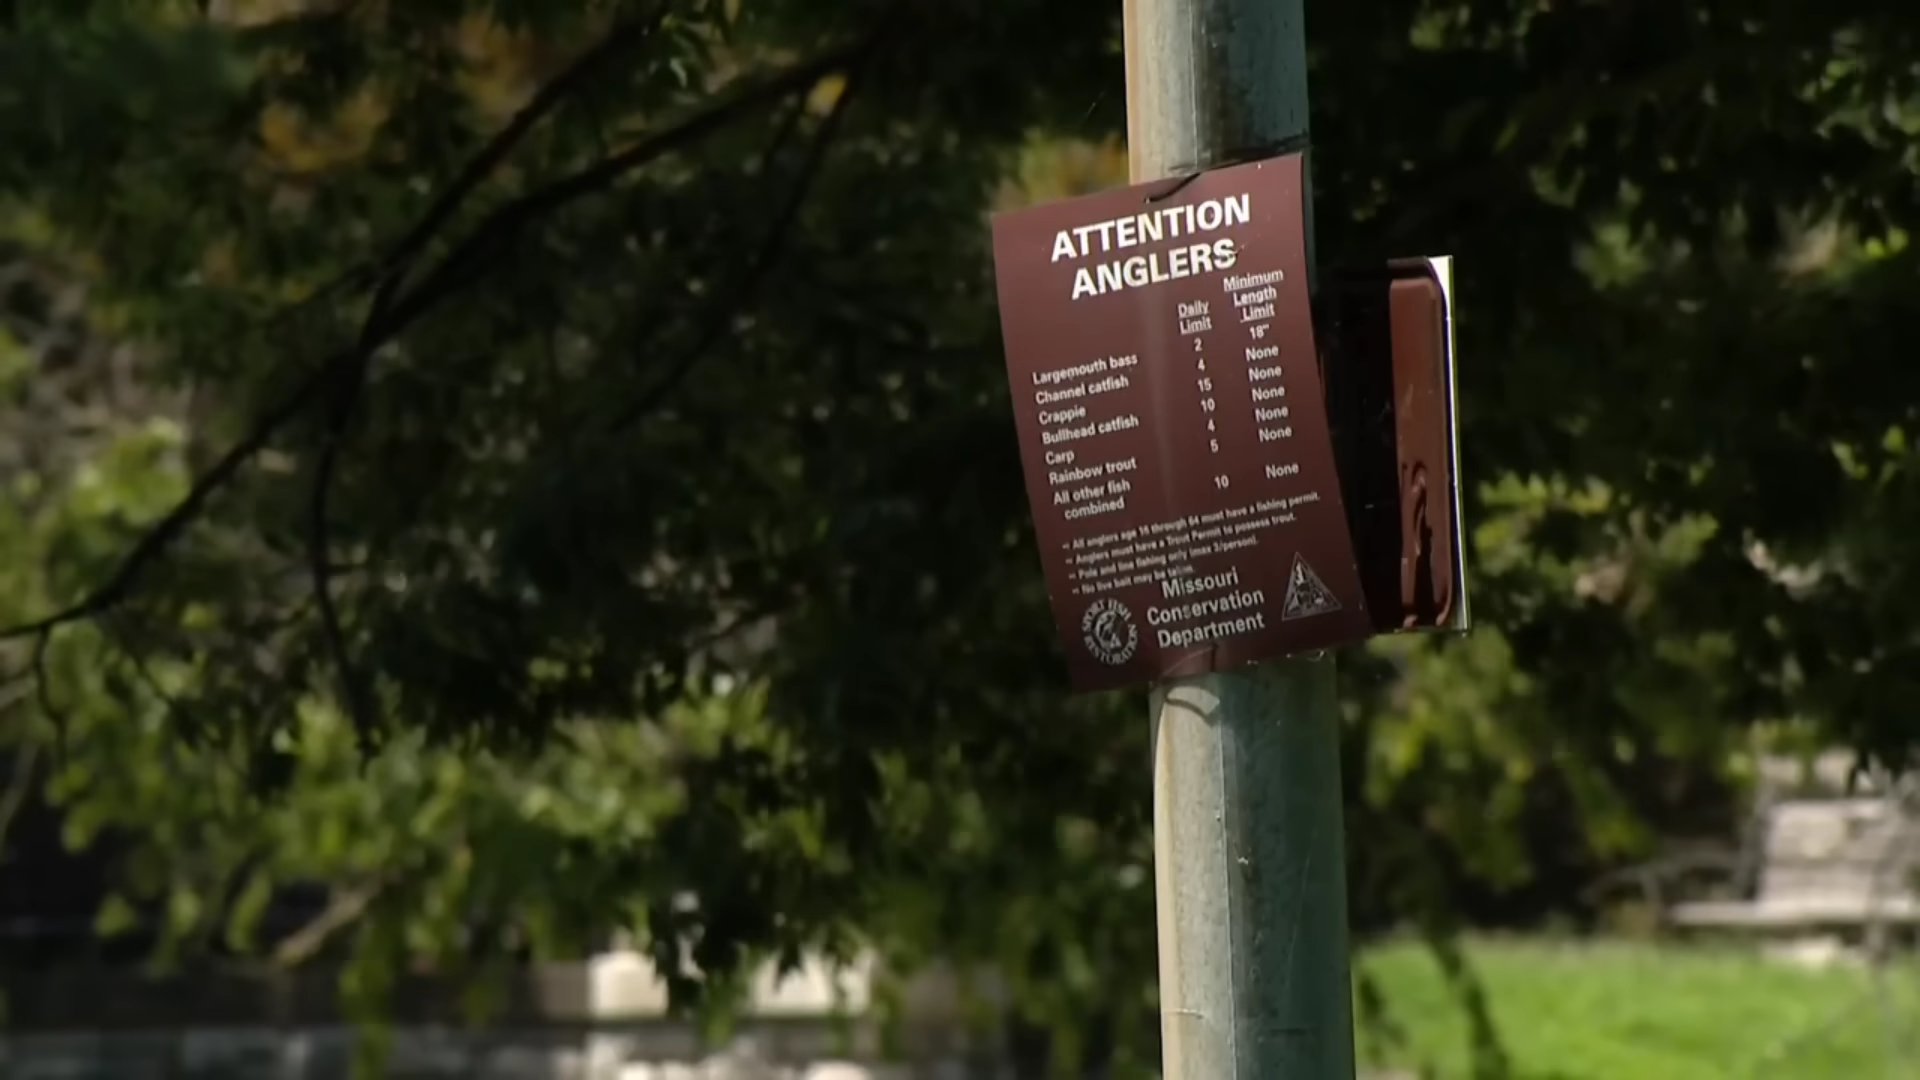 ATTENTION
ANGLERS
Daily Limit Minimum Length Limit
Largemouth bass 2 18"
Channel catfish 4 None
Crappie 15 None
Bullhead catfish 10 None
Carp 4 None
Rainbow trout 5 None
All other fish combined 10 None
– All anglers age 16 through 64 must have a fishing permit.
– Anglers must have a Trout Permit to possess trout.
– Pole and line fishing only (max 3/person).
– No live bait may be taken.
Missouri
Conservation
Department
SPORT FISH RESTORATION